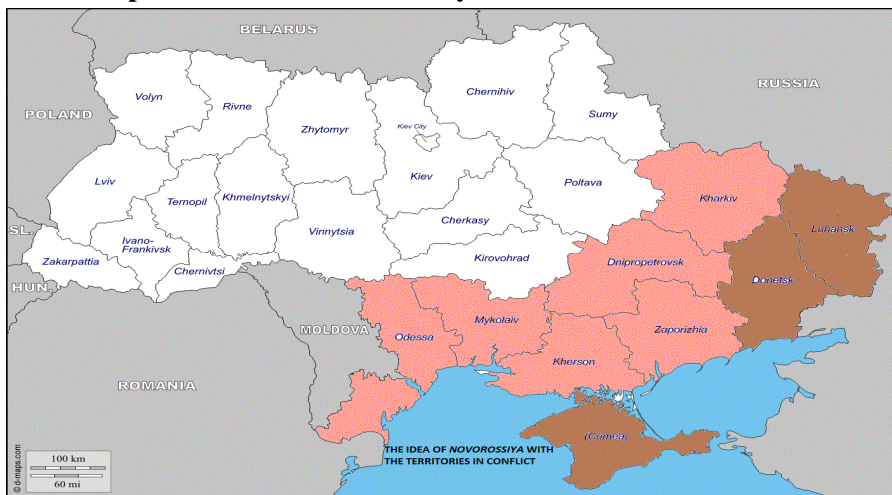 BELARUS
RUSSIA
POLAND
Volyn
Rivne
Zhytomyr
Chernihiv
Sumy
Kiev City
Lviv
Ternopil
Khmelnytskyi
Kiev
Poltava
Kharkiv
Luhansk
Cherkasy
Vinnytsia
SL.
Ivano-
Frankivsk
Zakarpattia
Chernivtsi
Kirovohrad
Dnipropetrovsk
Donetsk
HUN.
MOLDOVA
Odessa
Mykolaiv
Zaporizhia
Kherson
ROMANIA
(Crimea)
THE IDEA OF NOVOROSSIYA WITH
THE TERRITORIES IN CONFLICT
100 km
60 mi
© d-maps.com